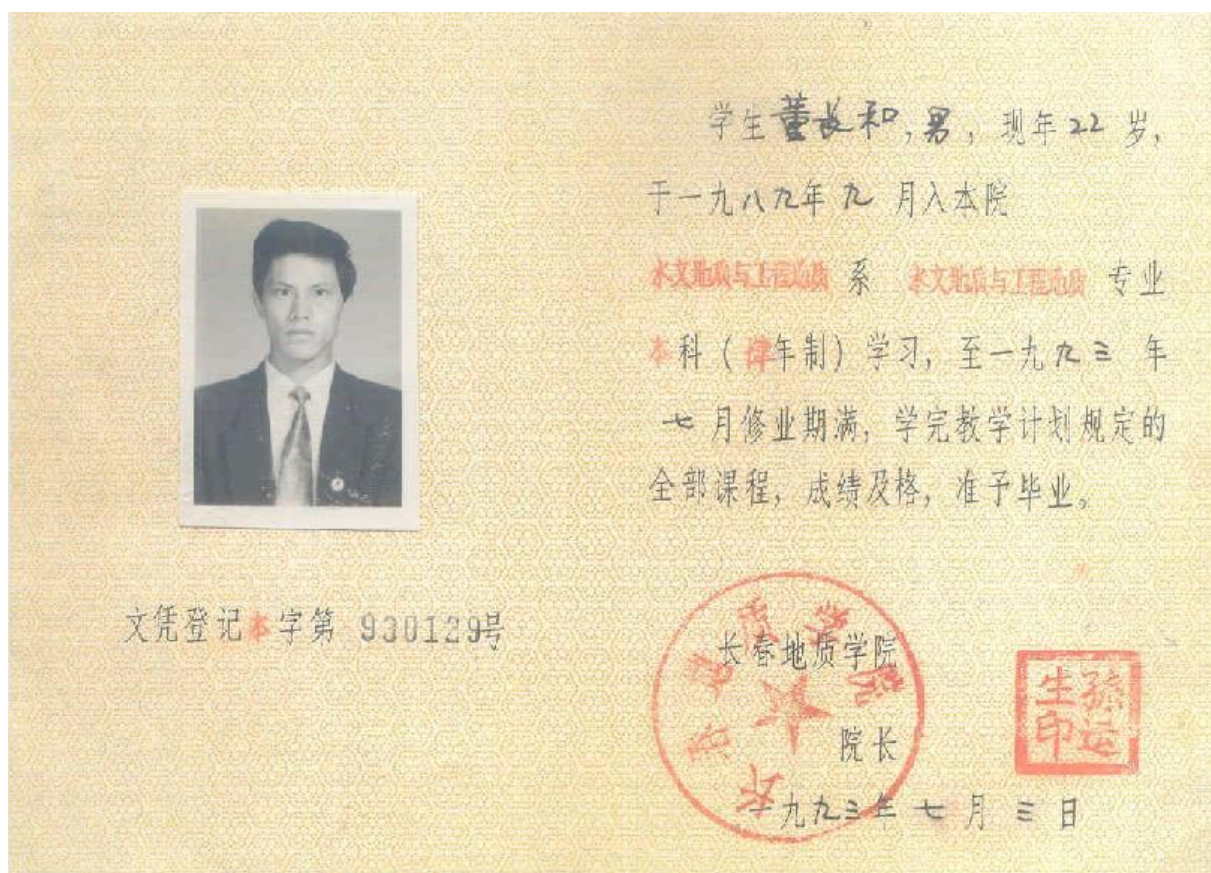 学生董长和,男,现年22岁,
于一九八九年九月入本院
水文地质与工程地质系 水文地质与工程地质专业
本科(肆年制)学习,至一九九三年
七月修业期满,学完教学计划规定的
全部课程,成绩及格,准予毕业。
文凭登记本字第 930129号
长春地质学院
长春地质学院
院长
孙运
生印
一九九三年七月三日